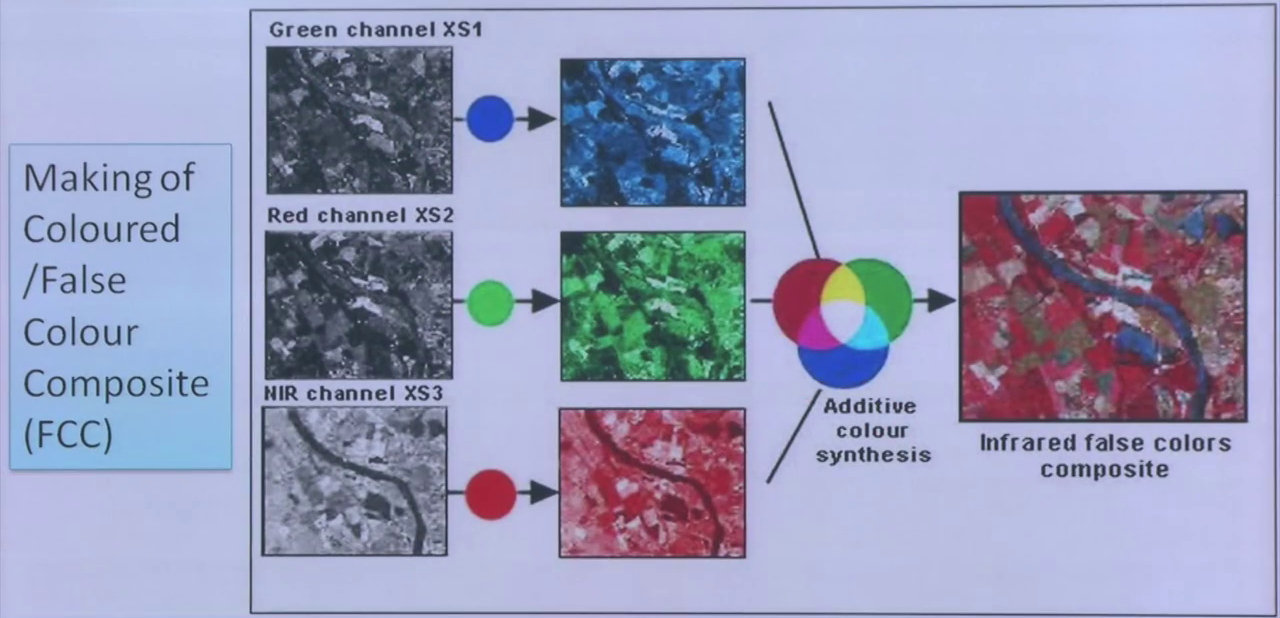 Making of
Coloured
/False
Colour
Composite
(FCC)
Green channel XS1
Red channel XS2
NIR channel XS3
Additive
colour
synthesis
Infrared false colors
composite